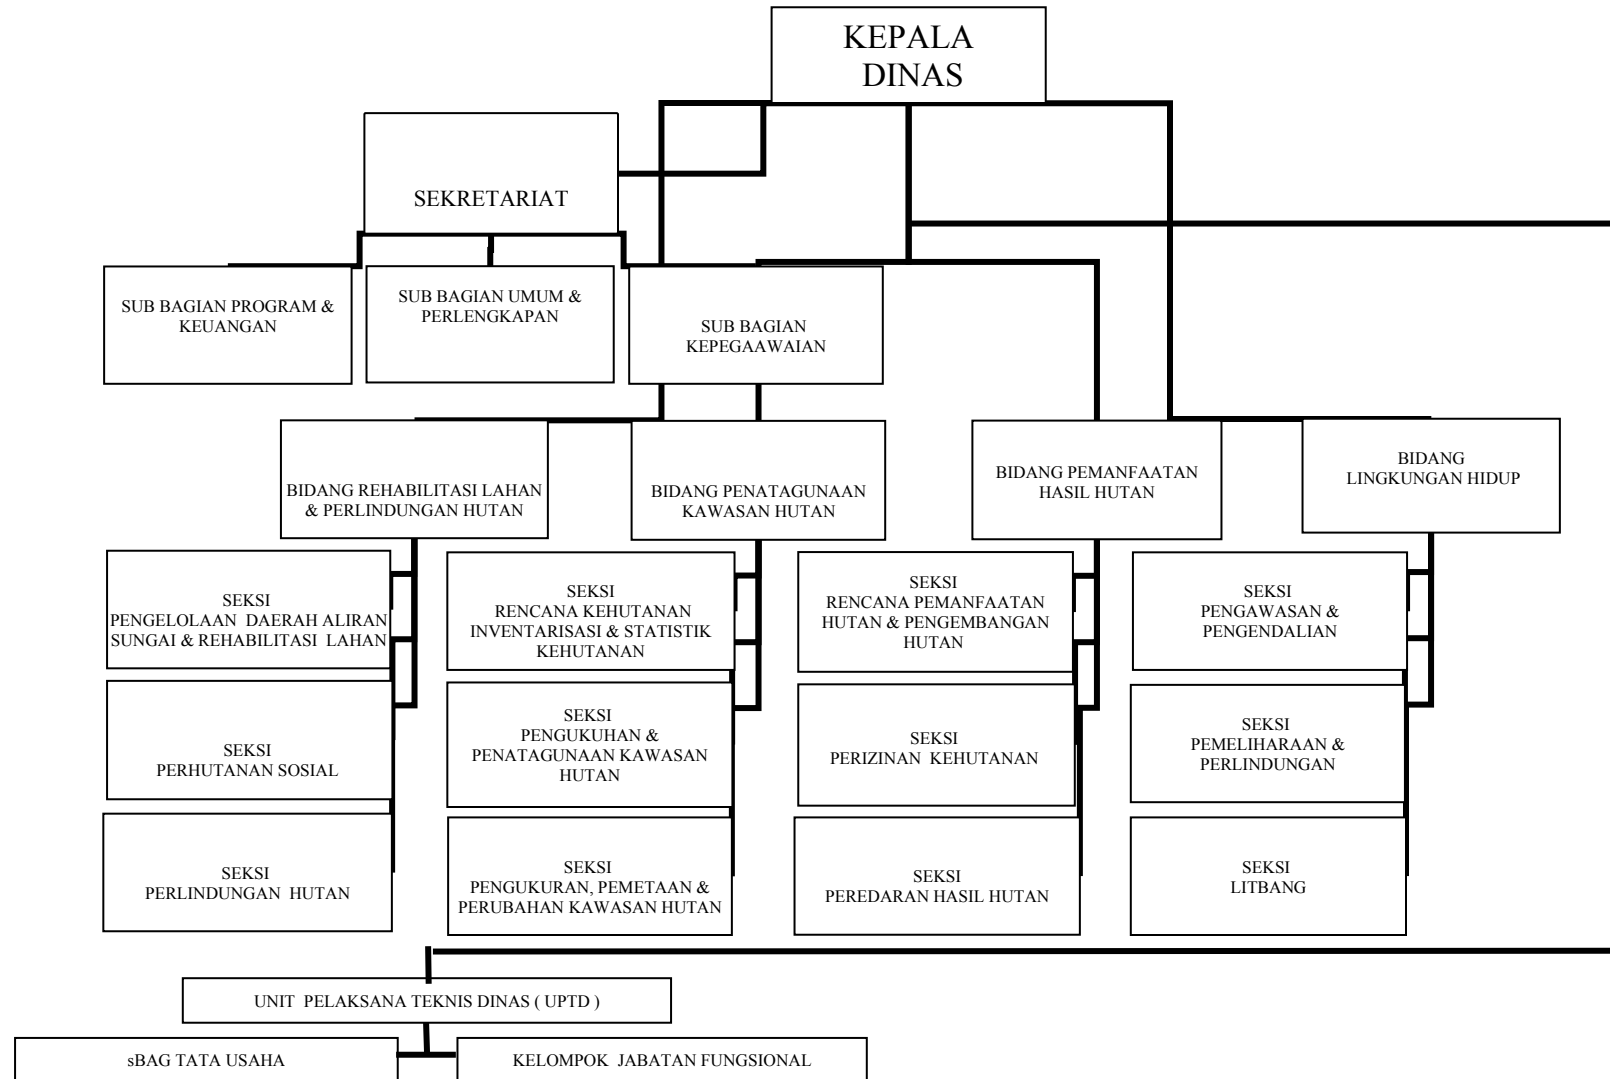 KEPALA
DINAS
SEKRETARIAT
SUB BAGIAN PROGRAM &
KEUANGAN
SUB BAGIAN UMUM &
PERLENGKAPAN
SUB BAGIAN
KEPEGAAWAIAN
BIDANG REHABILITASI LAHAN
& PERLINDUNGAN HUTAN
BIDANG PENATAGUNAAN
KAWASAN HUTAN
BIDANG PEMANFAATAN
HASIL HUTAN
BIDANG
LINGKUNGAN HIDUP
SEKSI
PENGELOLAAN DAERAH ALIRAN
SUNGAI & REHABILITASI LAHAN
SEKSI
RENCANA KEHUTANAN
INVENTARISASI & STATISTIK
KEHUTANAN
SEKSI
RENCANA PEMANFAATAN
HUTAN & PENGEMBANGAN
HUTAN
SEKSI
PENGAWASAN &
PENGENDALIAN
SEKSI
PERHUTANAN SOSIAL
SEKSI
PENGUKUHAN &
PENATAGUNAAN KAWASAN
HUTAN
SEKSI
PERIZINAN KEHUTANAN
SEKSI
PEMELIHARAAN &
PERLINDUNGAN
SEKSI
PERLINDUNGAN HUTAN
SEKSI
PENGUKURAN, PEMETAAN &
PERUBAHAN KAWASAN HUTAN
SEKSI
PEREDARAN HASIL HUTAN
SEKSI
LITBANG
UNIT PELAKSANA TEKNIS DINAS ( UPTD )
sBAG TATA USAHA
KELOMPOK JABATAN FUNGSIONAL